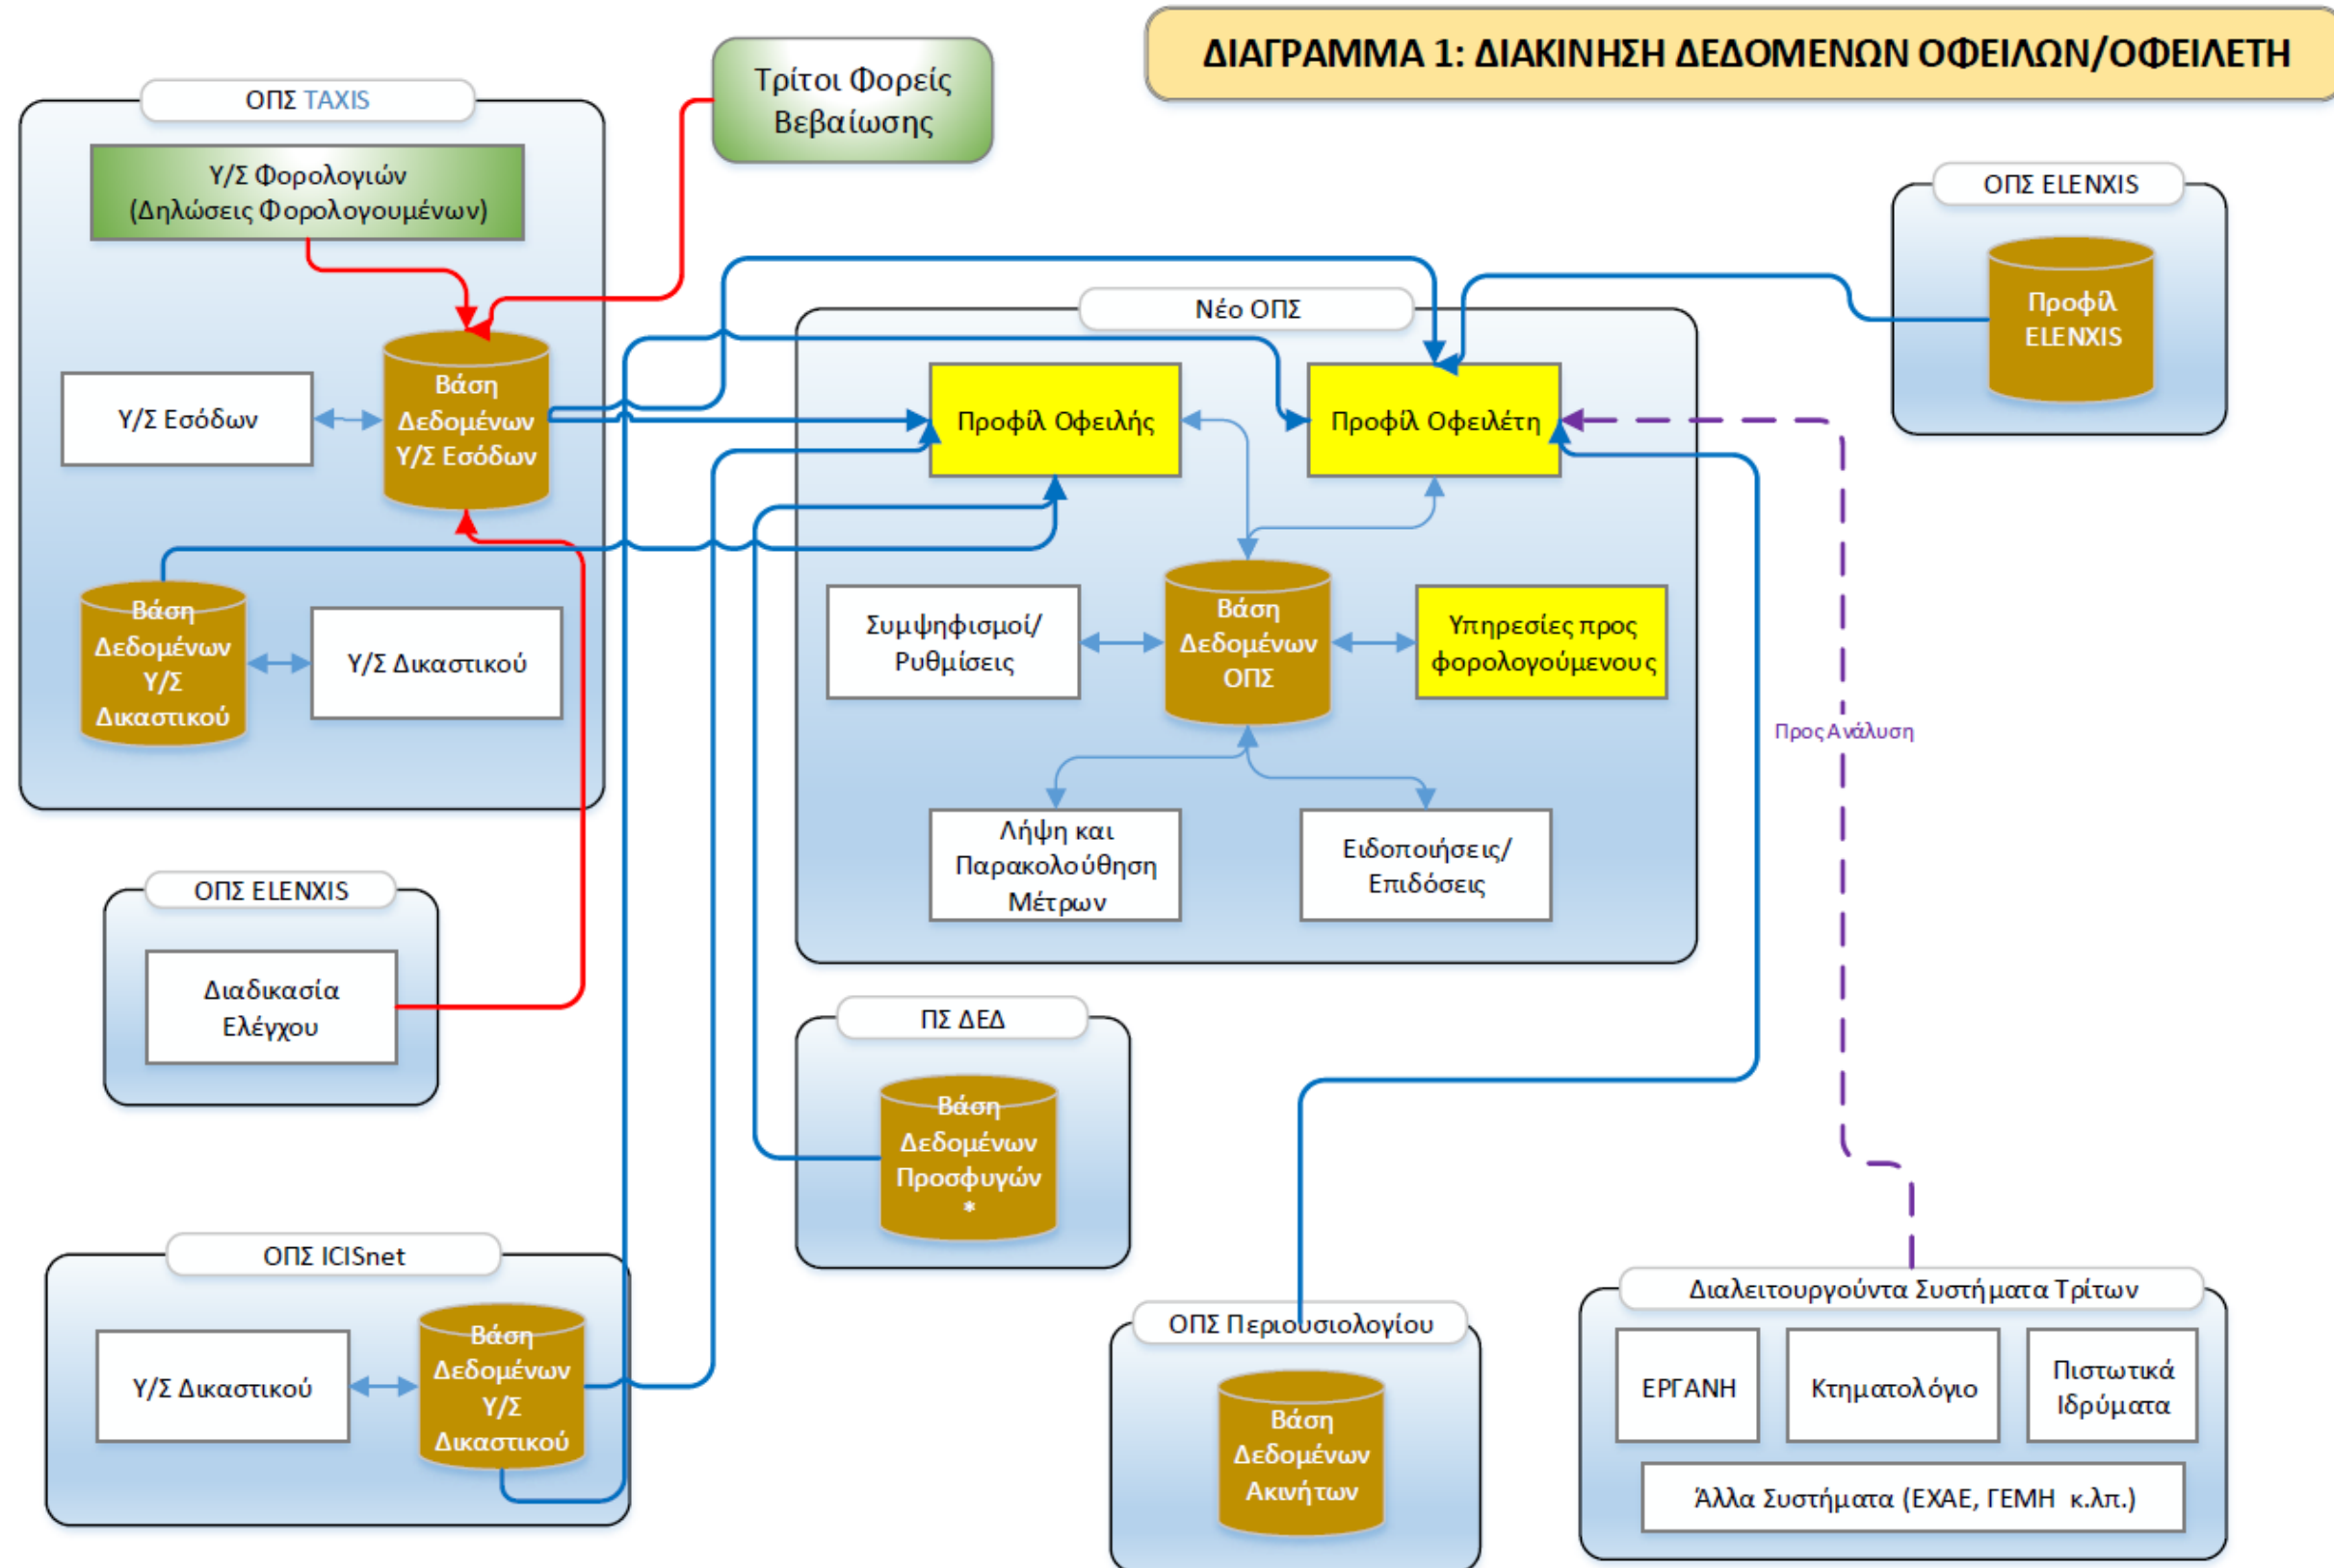 ΔΙΑΓΡΑΜΜΑ 1: ΔΙΑΚΙΝΗΣΗ ΔΕΔΟΜΕΝΩΝ ΟΦΕΙΛΩΝ/ΟΦΕΙΛΕΤΗ
Τρίτοι Φορείς
Βεβαίωσης
ΟΠΣ TAXIS
Υ/Σ Φορολογιών
(Δηλώσεις Φορολογουμένων)
Υ/Σ Εσόδων
Βάση
Δεδομένων
Υ/Σ Εσόδων
Βάση
Δεδομένων
Υ/Σ
Δικαστικού
Υ/Σ Δικαστικού
ΟΠΣ ELENXIS
Προφίλ
ELENXIS
Νέο ΟΠΣ
Προφίλ Οφειλής
Προφίλ Οφειλέτη
Συμψηφισμοί/
Ρυθμίσεις
Βάση
Δεδομένων
ΟΠΣ
Υπηρεσίες προς
φορολογούμενους
Λήψη και
Παρακολούθηση
Μέτρων
Ειδοποιήσεις/
Επιδόσεις
Προς Ανάλυση
ΟΠΣ ELENXIS
Διαδικασία
Ελέγχου
ΠΣ ΔΕΔ
Βάση
Δεδομένων
Προσφυγών
*
ΟΠΣ ICISnet
Υ/Σ Δικαστικού
Βάση
Δεδομένων
Υ/Σ
Δικαστικού
ΟΠΣ Περιουσιολογίου
Βάση
Δεδομένων
Ακινήτων
Διαλειτουργούντα Συστήματα Τρίτων
ΕΡΓΑΝΗ
Κτηματολόγιο
Πιστωτικά
Ιδρύματα
Άλλα Συστήματα (ΕΧΑΕ, ΓΕΜΗ κ.λπ.)